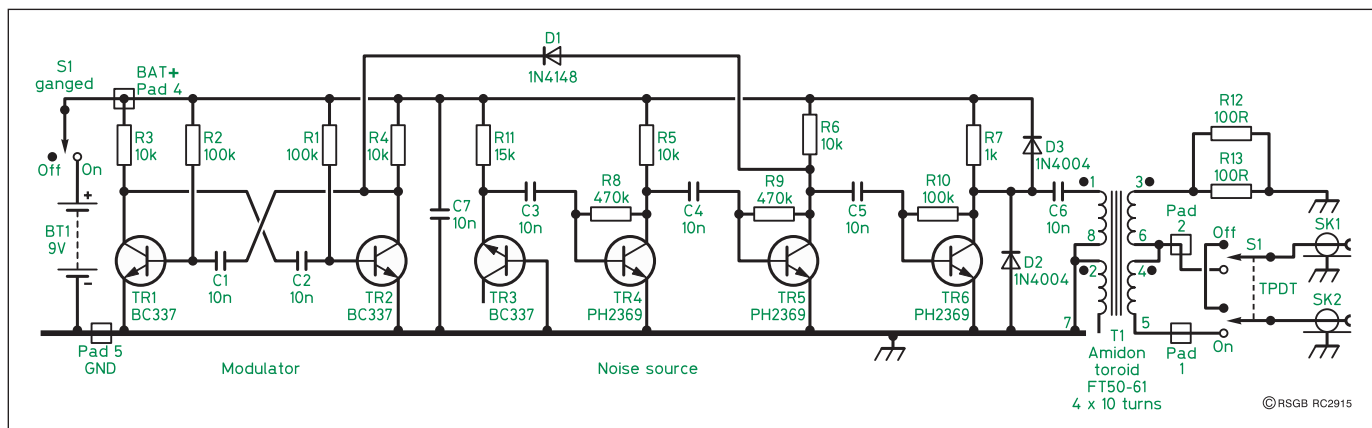 S1
ganged
Off
On
+
BT1
9V
-
BAT+
Pad 4
R3
10k
R2
100k
R1
100k
R4
10k
C1
10n
C2
10n
TR1
BC337
TR2
BC337
Pad 5
GND
Modulator
D1
1N4148
C7
10n
R11
15k
C3
10n
TR3
BC337
R8
470k
R5
10k
TR4
PH2369
C4
10n
R9
470k
R6
10k
TR5
PH2369
Noise source
C5
10n
R10
100k
R7
1k
TR6
PH2369
D3
1N4004
D2
1N4004
C6
10n
1
8
2
7
3
6
4
5
T1
Amidon
toroid
FT50-61
4 x 10 turns
R12
100R
R13
100R
Pad
2
Pad
1
Off
S1
TPDT
On
SK1
SK2
©RSGB RC2915